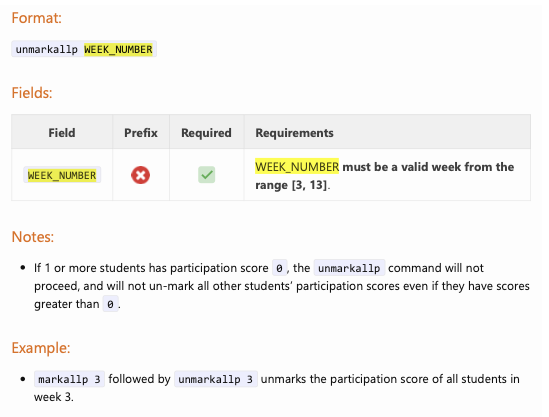 Format:
unmarkallp WEEK_NUMBER
Fields:
Field Prefix Required Requirements
WEEK_NUMBER WEEK_NUMBER must be a valid week from the
range [3, 13].
Notes:
• If 1 or more students has participation score 0, the unmarkallp command will not
proceed, and will not un-mark all other students’ participation scores even if they have scores
greater than 0.
Example:
• markallp 3 followed by unmarkallp 3 unmarks the participation score of all students in
week 3.